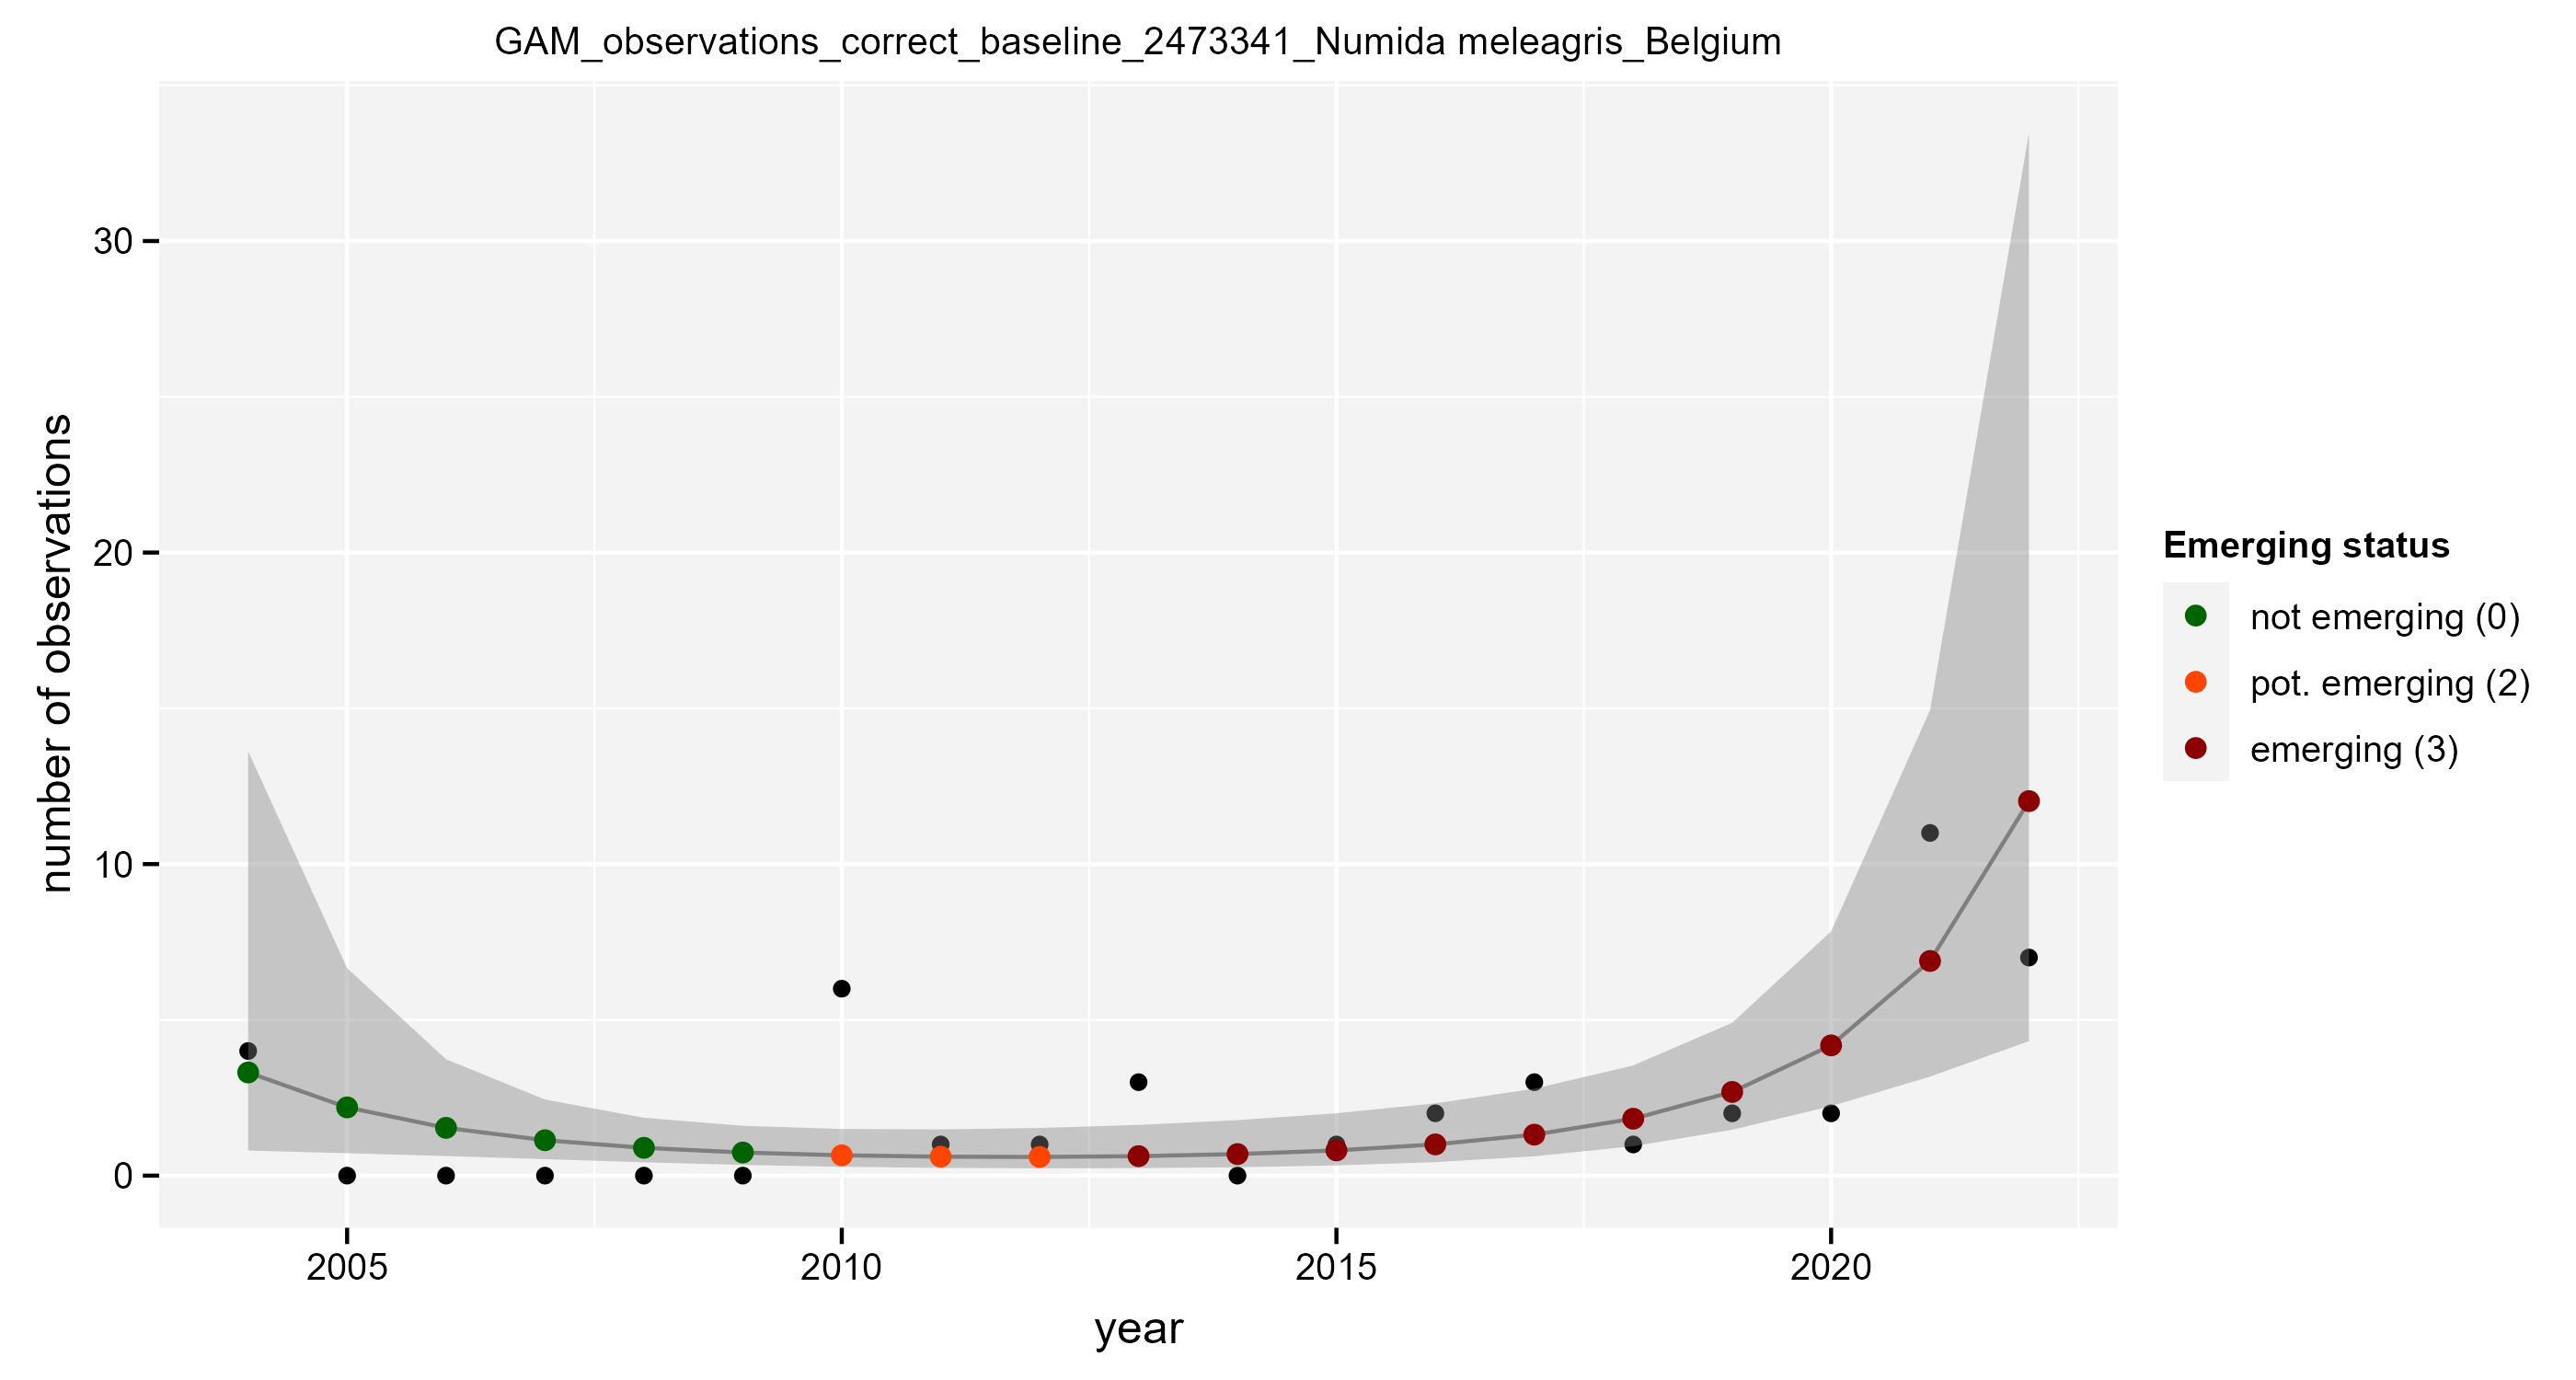 GAM_observations_correct_baseline_2473341_Numida meleagris_Belgium
number of observations
30
20
10
0
2005
2010
2015
2020
year
Emerging status
not emerging (0)
pot. emerging (2)
emerging (3)